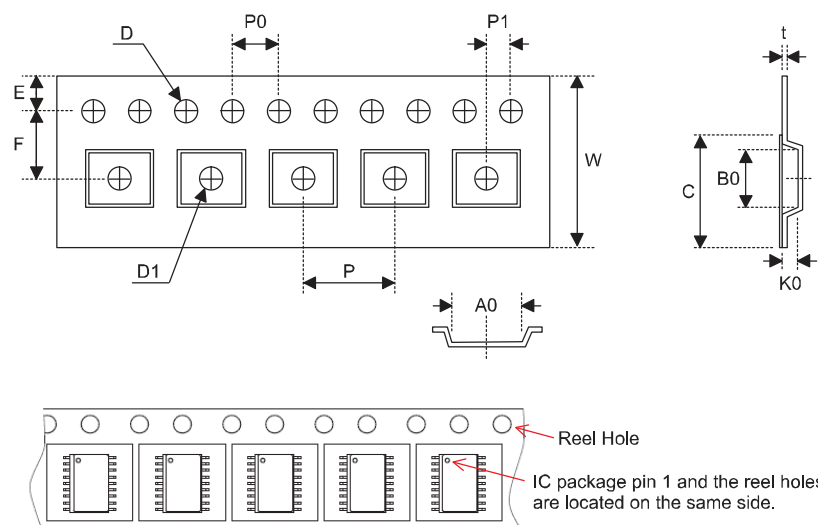 D
P0
P1
t
E
F
W
C
B0
D1
P
K0
A0
Reel Hole
IC package pin 1 and the reel holes
are located on the same side.